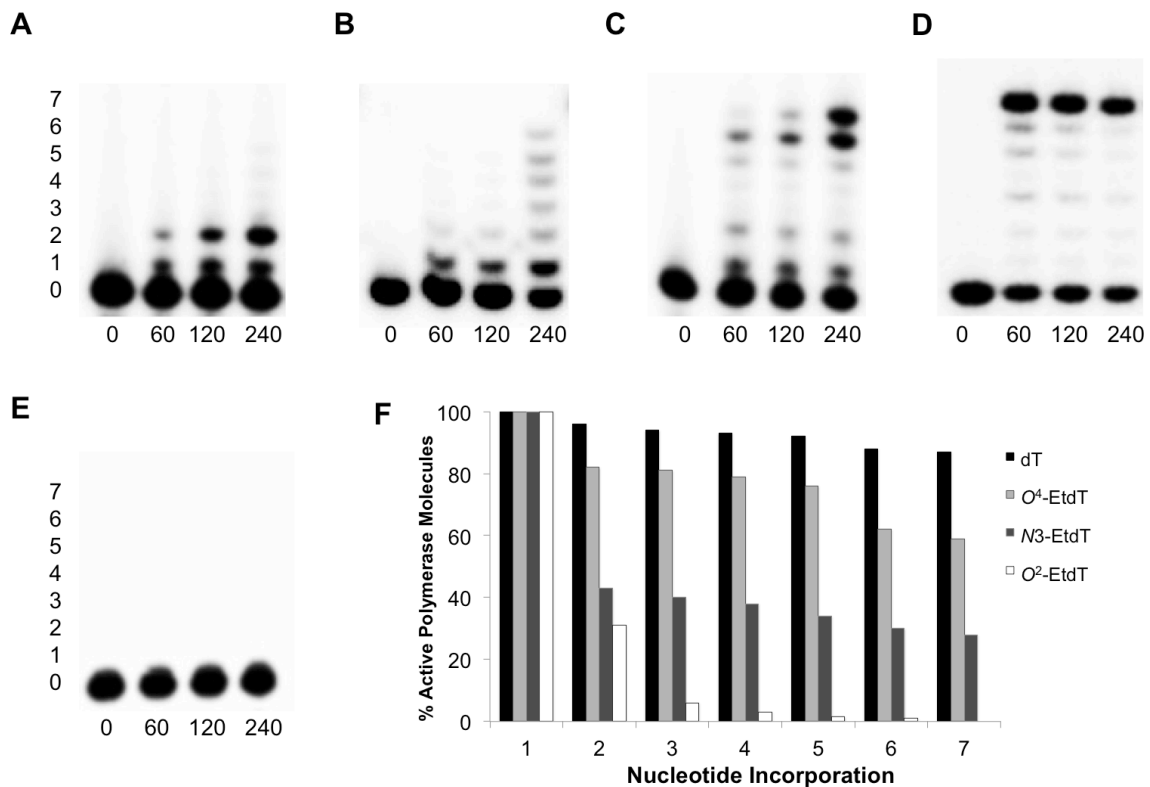 A
B
C
D
7
6
5
4
3
2
1
0
0 60 120 240
0 60 120 240
0 60 120 240
0 60 120 240
E
7
6
5
4
3
2
1
0
0 60 120 240
F
% Active Polymerase Molecules
100
80
60
40
20
0
1 2 3 4 5 6 7
Nucleotide Incorporation
dT
O⁴-EtdT
N3-EtdT
O²-EtdT